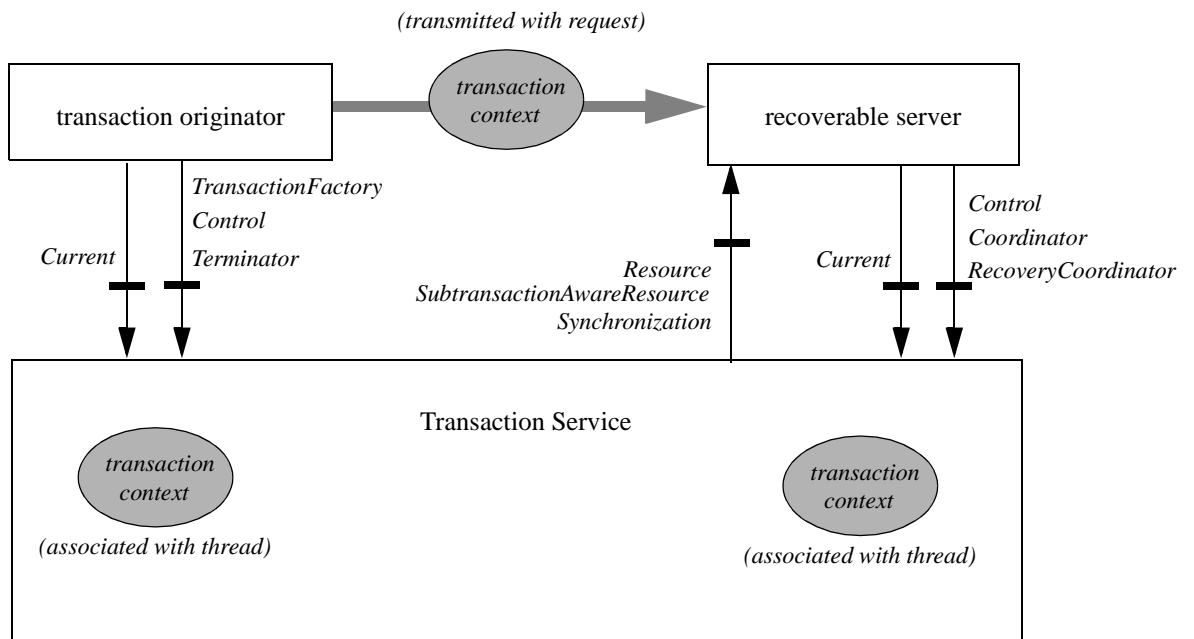 (transmitted with request)
transaction originator
transaction
context
recoverable server
TransactionFactory
Control
Terminator
Current
Resource
SubtransactionAwareResource
Synchronization
Current
Control
Coordinator
RecoveryCoordinator
Transaction Service
transaction
context
(associated with thread)
transaction
context
(associated with thread)